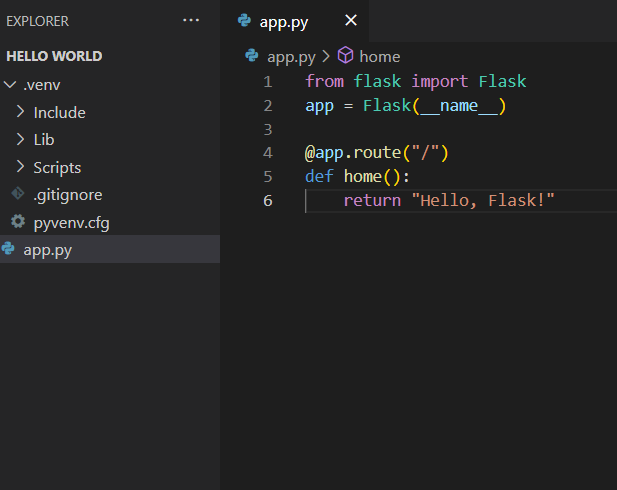 EXPLORER ...
HELLO WORLD
.venv
Include
Lib
Scripts
.gitignore
pyvenv.cfg
app.py
app.py
app.py > home
1 from flask import Flask
2 app = Flask(__name__)
3
4 @app.route("/")
5 def home():
6     return "Hello, Flask!"